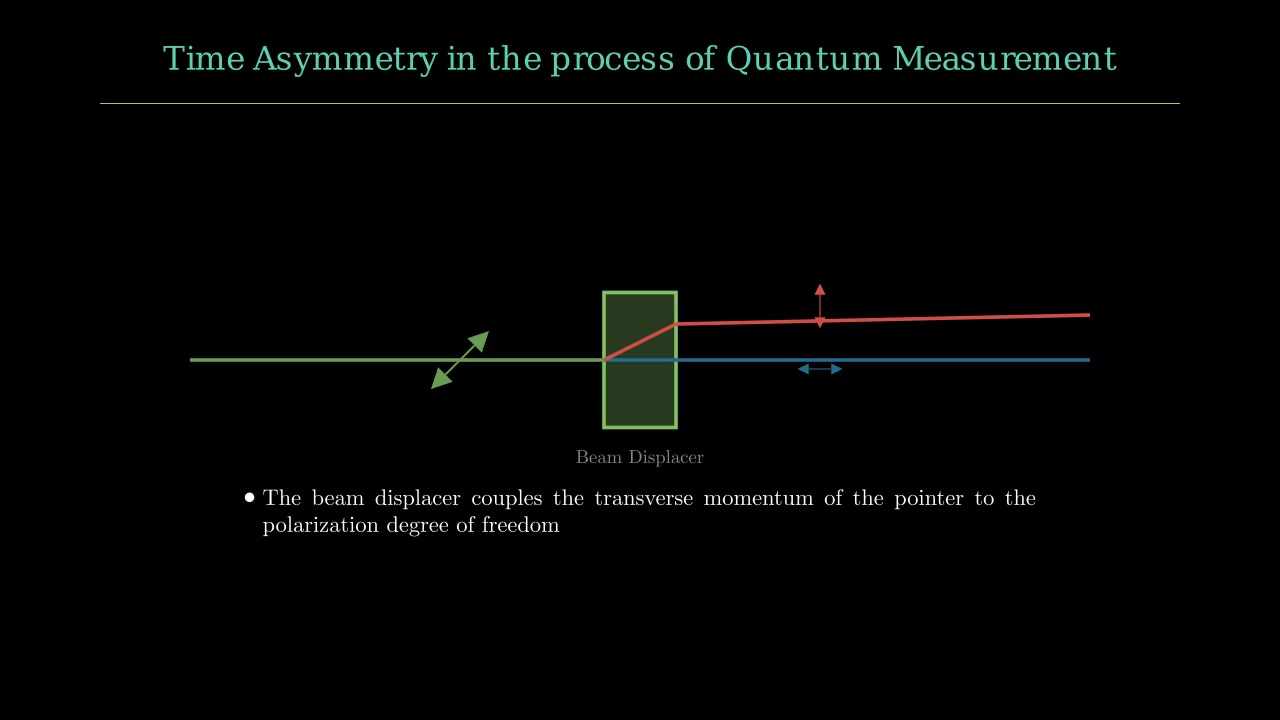 Time Asymmetry in the process of Quantum Measurement
Beam Displacer
• The beam displacer couples the transverse momentum of the pointer to the
polarization degree of freedom